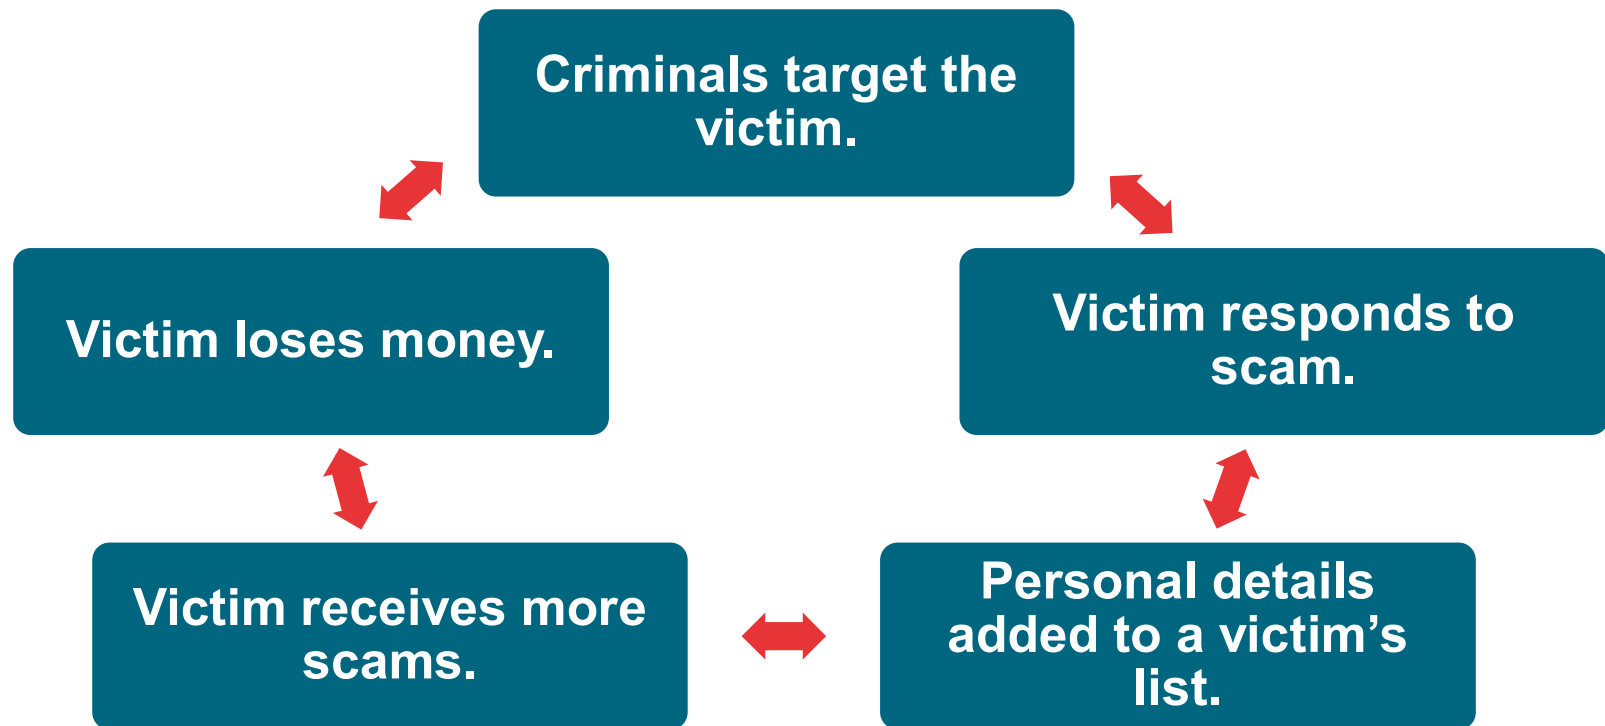 Criminals target the
victim.
Victim loses money.
Victim responds to
scam.
Victim receives more
scams.
Personal details
added to a victim’s
list.